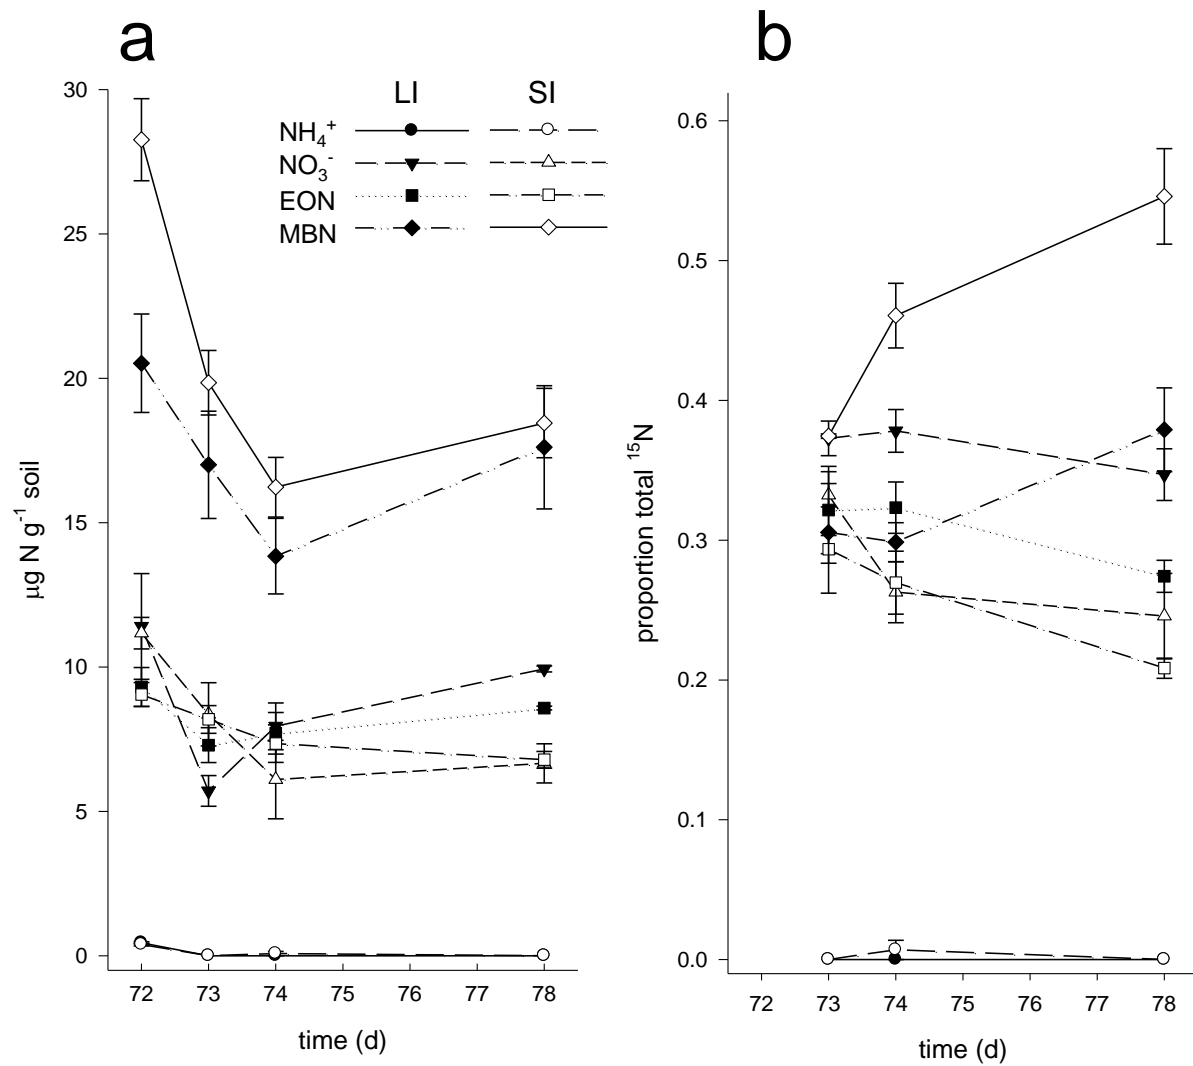 a
b
LI SI
NH₄⁺
NO₃⁻
EON
MBN
30
25
20
15
10
5
0
µg N g⁻¹ soil
72 73 74 75 76 77 78
time (d)
0.6
0.5
0.4
0.3
0.2
0.1
0.0
proportion total ¹⁵N
72 73 74 75 76 77 78
time (d)